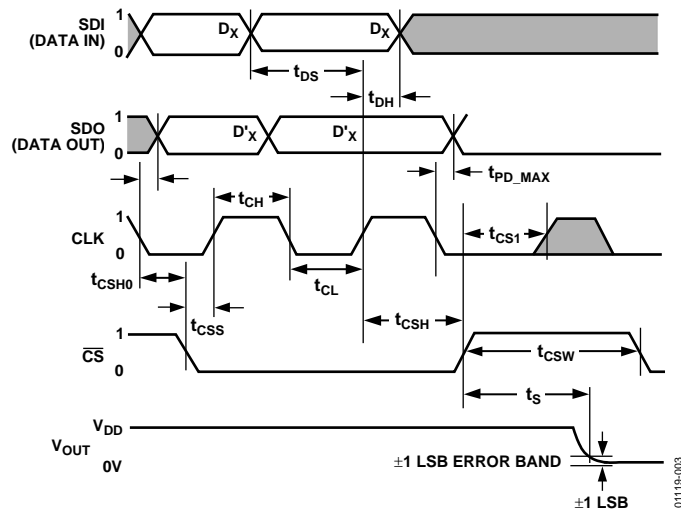 SDI
(DATA IN)
1
0
DX
DX
tDS
tDH
SDO
(DATA OUT)
1
0
D'X
D'X
tPD_MAX
tCH
CLK
1
0
tCS1
tCSH0
tCL
tCSS
tCSH
CS
1
0
tCSW
tS
VOUT
VDD
0V
±1 LSB ERROR BAND
±1 LSB
01119-003